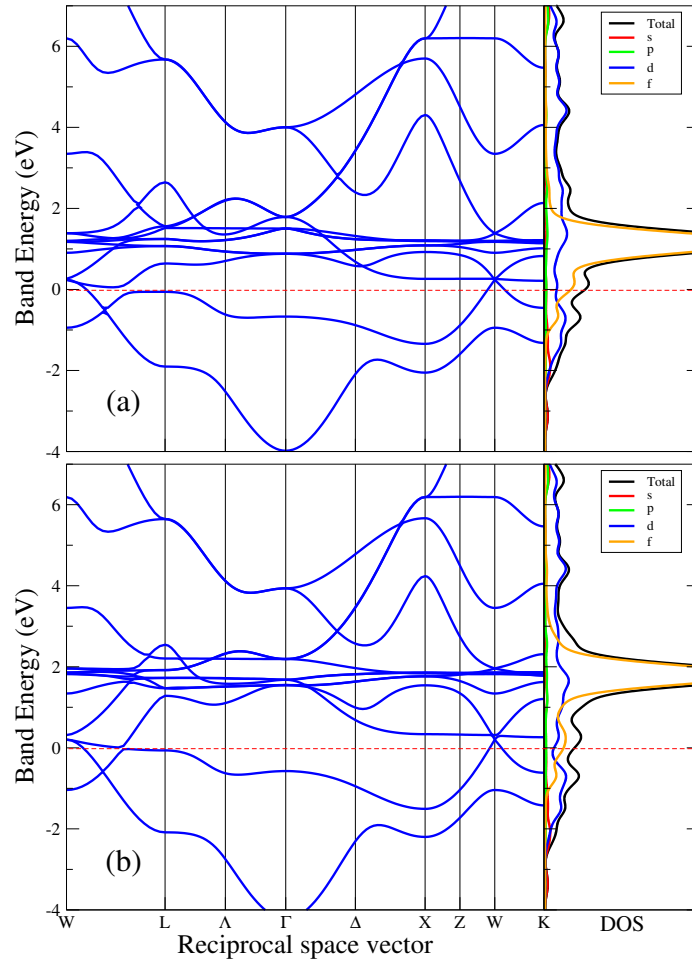 6
4
2
0
-2
-4
Band Energy (eV)
(a)
Total
s
p
d
f
6
4
2
0
-2
-4
Band Energy (eV)
(b)
Total
s
p
d
f
W L Λ Γ Δ X Z W K DOS
Reciprocal space vector